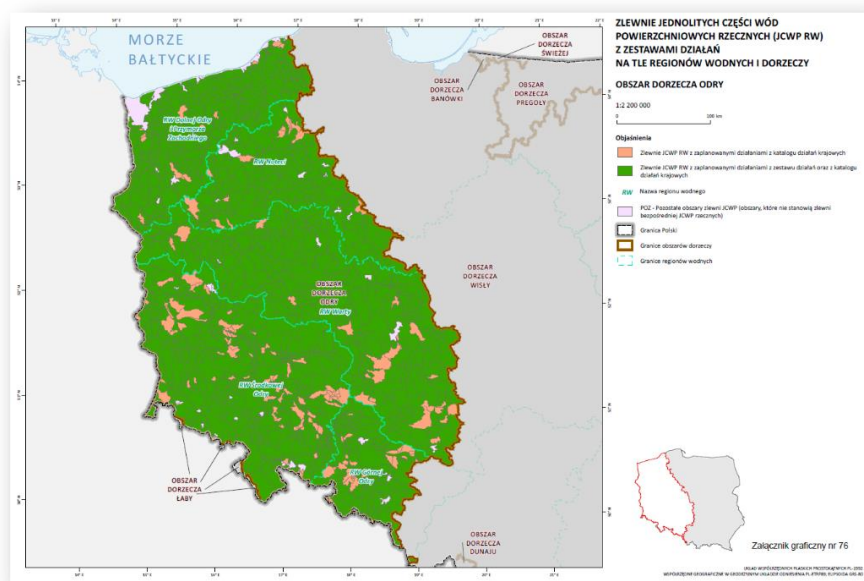 MORZE
BAŁTYCKIE
OBSZAR
DORZECZA
ŚWIEŻEJ
OBSZAR
DORZECZA
BANÓWKI
OBSZAR
DORZECZA
PREGOŁY
RW Dolnej Odry
i Przymorza
Zachodniego
RW Noteci
OBSZAR
DORZECZA
WISŁY
OBSZAR
DORZECZA
ODRY
RW Warty
RW Środkowej
Odry
OBSZAR
DORZECZA
ŁABY
RW Górnej
Odry
OBSZAR
DORZECZA
DUNAJU
ZLEWNIE JEDNOLITYCH CZĘŚCI WÓD
POWIERZCHNIOWYCH RZECZNYCH (JCWP RW)
Z ZESTAWAMI DZIAŁAŃ
NA TLE REGIONÓW WODNYCH I DORZECZY
OBSZAR DORZECZA ODRY
1:2 200 000
0 100 km
Objaśnienia
Zlewnie JCWP RW z zaplanowanymi działaniami z katalogu działań krajowych
Zlewnie JCWP RW z zaplanowanymi działaniami z zestawu działań oraz z katalogu
działań krajowych
RW Nazwa regionu wodnego
POZ - Pozostałe obszary zlewni JCWP (obszary, które nie stanowią zlewni
bezpośredniej JCWP rzecznych)
Granice Polski
Granice obszarów dorzeczy
Granice regionów wodnych
Załącznik graficzny nr 76